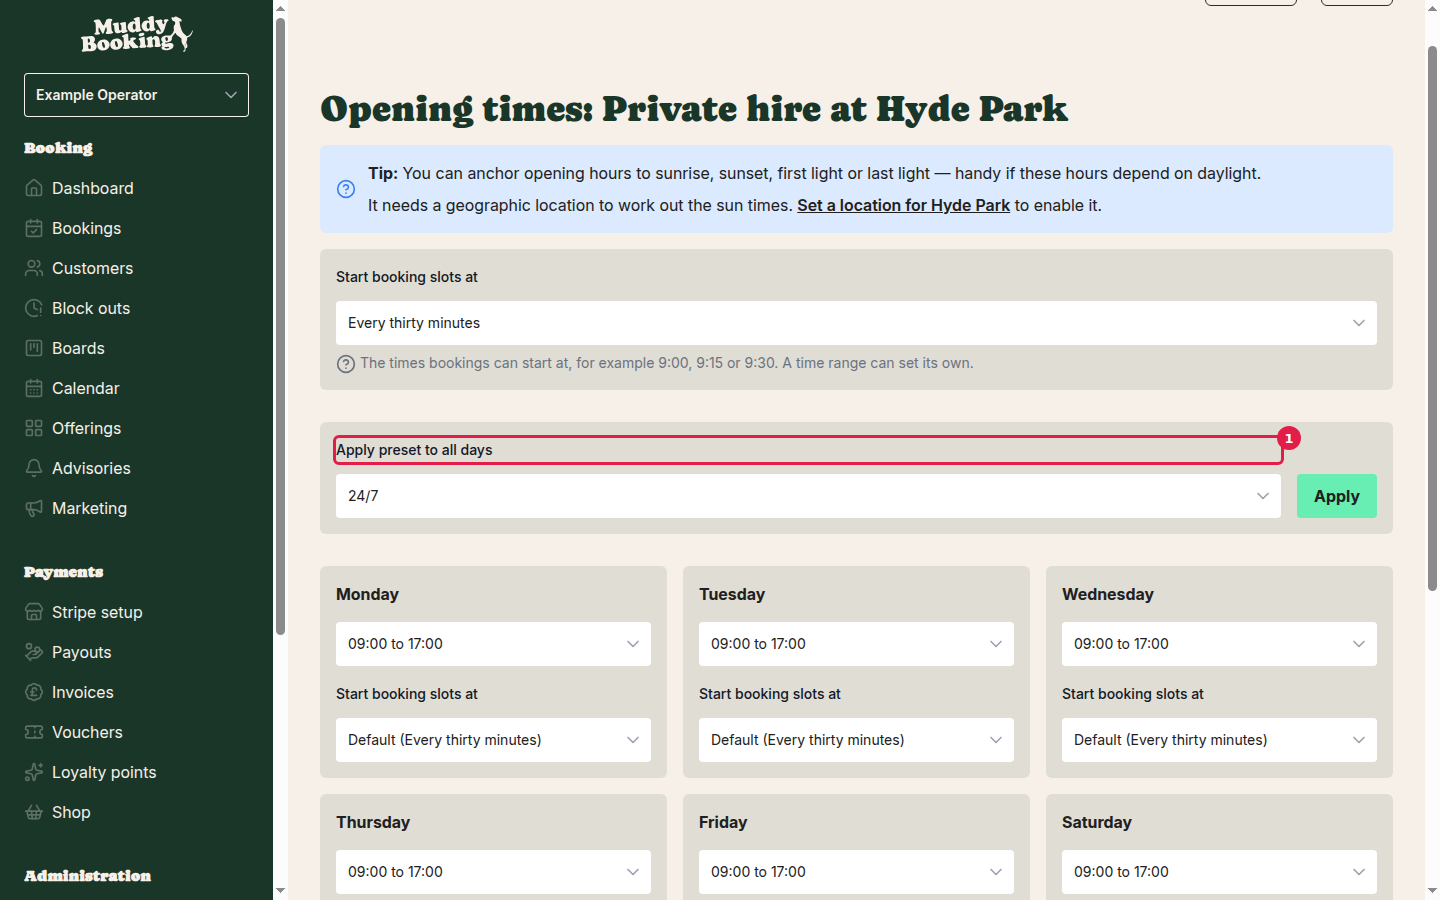 Muddy
Booking
Example Operator
Booking
Dashboard
Bookings
Customers
Block outs
Boards
Calendar
Offerings
Advisories
Marketing
Payments
Stripe setup
Payouts
Invoices
Vouchers
Loyalty points
Shop
Administration
Opening times: Private hire at Hyde Park
Tip: You can anchor opening hours to sunrise, sunset, first light or last light — handy if these hours depend on daylight.
It needs a geographic location to work out the sun times. Set a location for Hyde Park to enable it.
Start booking slots at
Every thirty minutes
The times bookings can start at, for example 9:00, 9:15 or 9:30. A time range can set its own.
Apply preset to all days
1
24/7
Apply
Monday
09:00 to 17:00
Start booking slots at
Default (Every thirty minutes)
Tuesday
09:00 to 17:00
Start booking slots at
Default (Every thirty minutes)
Wednesday
09:00 to 17:00
Start booking slots at
Default (Every thirty minutes)
Thursday
09:00 to 17:00
Friday
09:00 to 17:00
Saturday
09:00 to 17:00